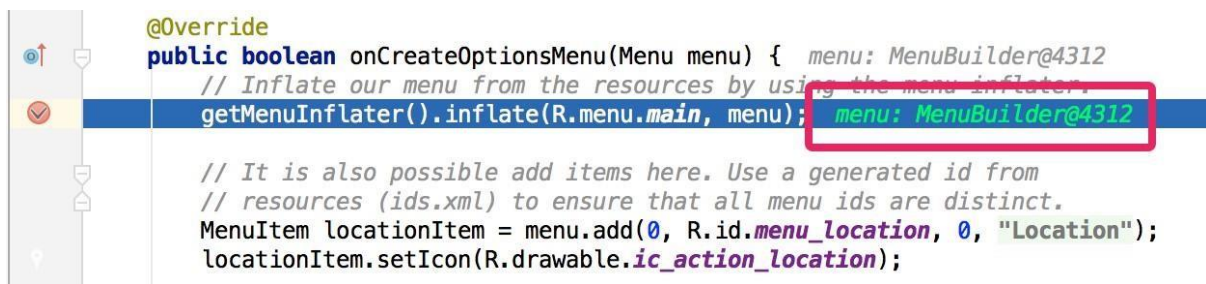 @Override
public boolean onCreateOptionsMenu(Menu menu) { menu: MenuBuilder@4312
// Inflate our menu from the resources by using the menu inflater.
getMenuInflater().inflate(R.menu.main, menu); menu: MenuBuilder@4312
// It is also possible add items here. Use a generated id from
// resources (ids.xml) to ensure that all menu ids are distinct.
MenuItem locationItem = menu.add(0, R.id.menu_location, 0, "Location");
locationItem.setIcon(R.drawable.ic_action_location);